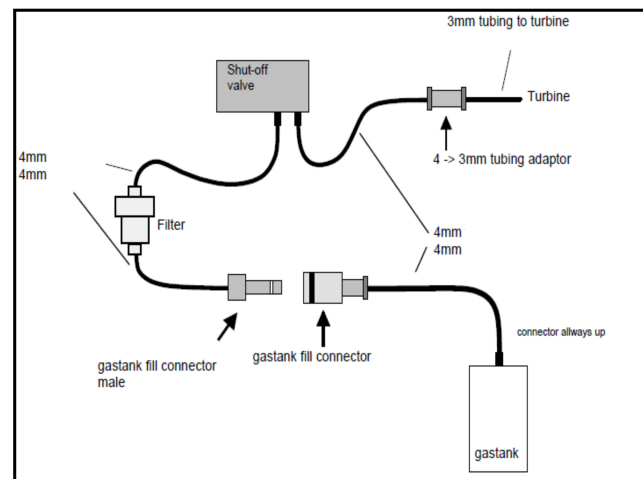 3mm tubing to turbine
Shut-off
valve
Turbine
4 -> 3mm tubing adaptor
4mm
4mm
Filter
4mm
4mm
connector allways up
gastank fill connector
male
gastank fill connector
gastank